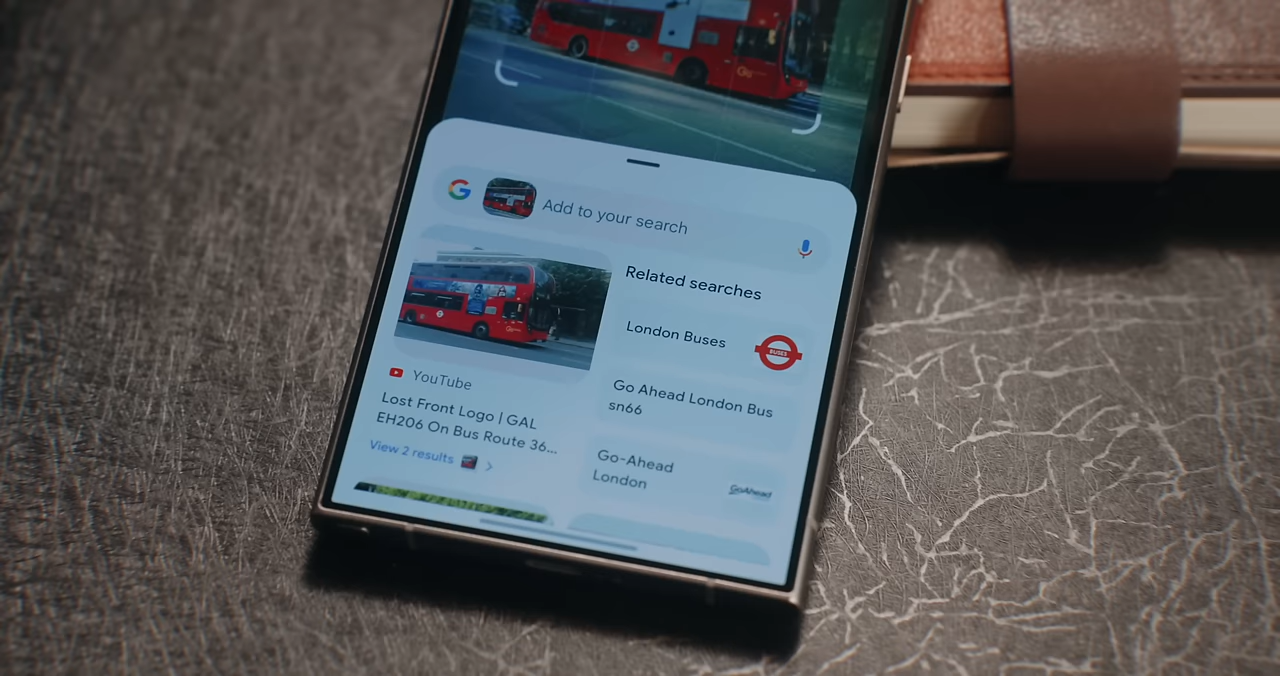 Add to your search
Related searches
London Buses
BUSES
Go Ahead London Bus
sn66
Go-Ahead
London
GoAhead
YouTube
Lost Front Logo | GAL
EH206 On Bus Route 36...
View 2 results